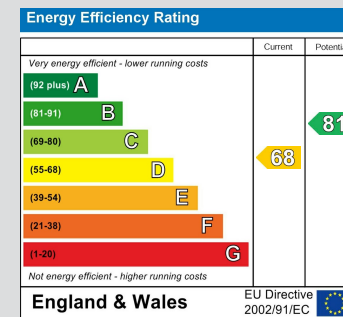 Energy Efficiency Rating
Current
Very energy efficient - lower running costs
(92 plus) A
(81-91) B
81
(69-80) C
68
(55-68) D
(39-54) E
(21-38) F
(1-20) G
Not energy efficient - higher running costs
England & Wales
EU Directive
2002/91/EC